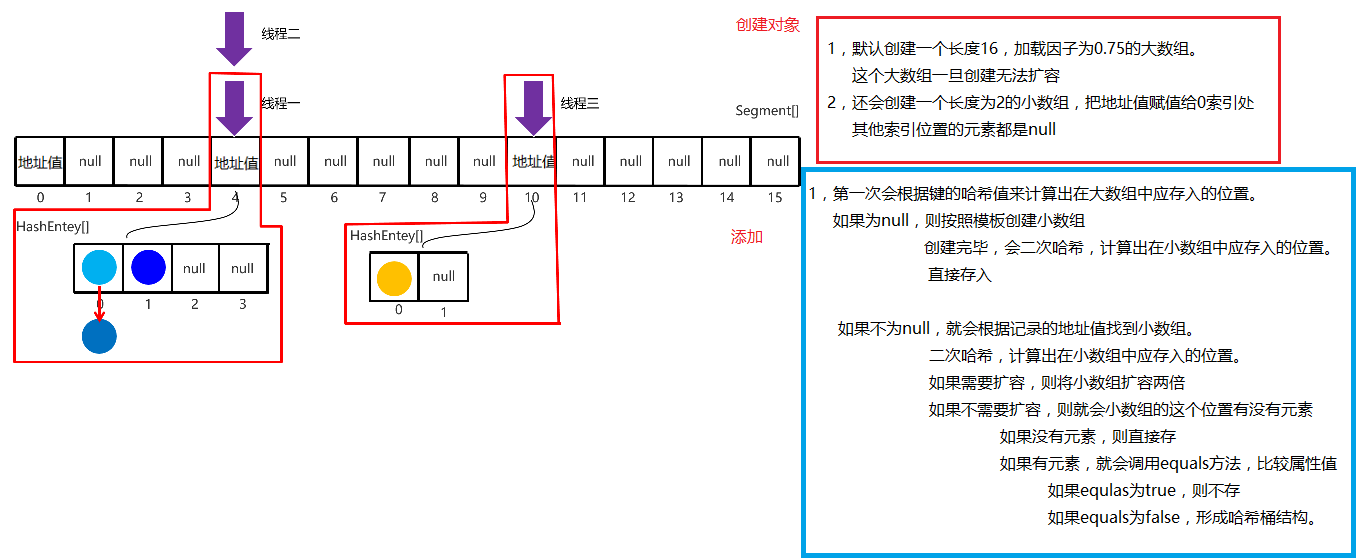 线程二
线程一
线程三
创建对象
Segment[]
地址值 null null null 地址值 null null null null null 地址值 null null null null null
0 1 2 3 4 5 6 7 8 9 10 11 12 13 14 15
HashEntey[]
null null
0 1 2 3
HashEntey[]
null
0 1
添加
1，默认创建一个长度16，加载因子为0.75的大数组。
这个大数组一旦创建无法扩容
2，还会创建一个长度为2的小数组，把地址值赋值给0索引处
其他索引位置的元素都是null
1，第一次会根据键的哈希值来计算出在大数组中应存入的位置。
如果为null，则按照模板创建小数组
创建完毕，会二次哈希，计算出在小数组中应存入的位置。
直接存入
如果不为null，就会根据记录的地址值找到小数组。
二次哈希，计算出在小数组中应存入的位置。
如果需要扩容，则将小数组扩容两倍
如果不需要扩容，则就会小数组的这个位置有没有元素
如果没有元素，则直接存
如果有元素，就会调用equals方法，比较属性值
如果equlas为true，则不存
如果equals为false，形成哈希桶结构。